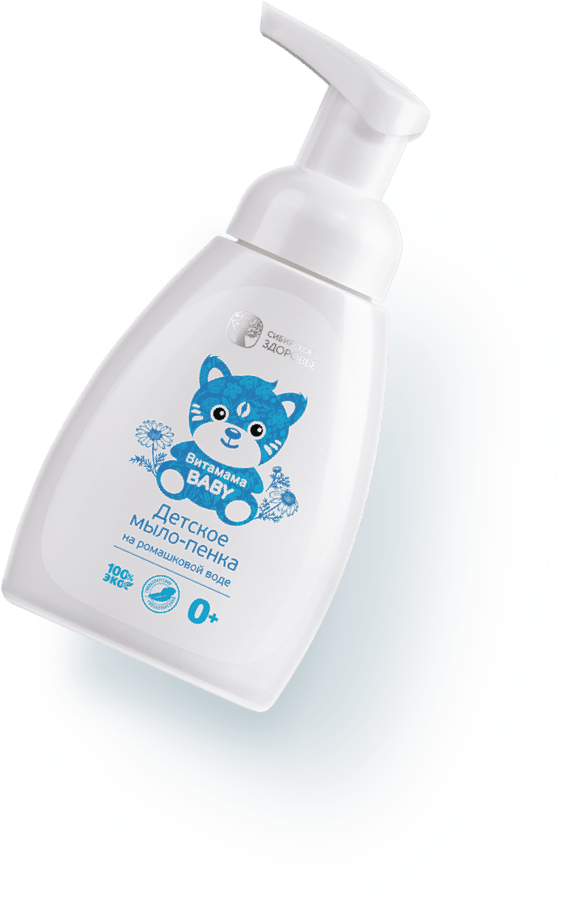 СИБИРСКОЕ
ЗДОРОВЬЕ
Витамама
BABY
Детское
мыло-пенка
на ромашковой воде
100%
ЭКО
0+